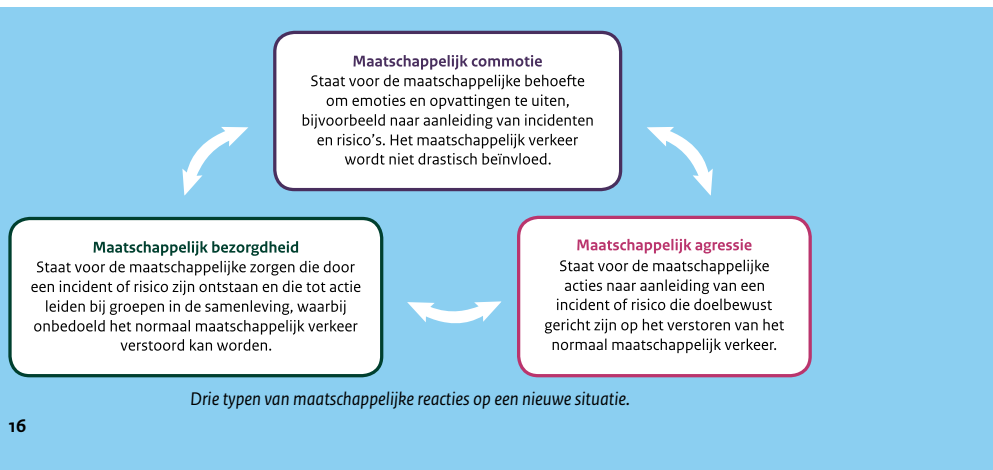 Maatschappelijk commotie
Staat voor de maatschappelijke behoefte
om emoties en opvattingen te uiten,
bijvoorbeeld naar aanleiding van incidenten
en risico’s. Het maatschappelijk verkeer
wordt niet drastisch beïnvloed.
Maatschappelijk bezorgdheid
Staat voor de maatschappelijke zorgen die door
een incident of risico zijn ontstaan en die tot actie
leiden bij groepen in de samenleving, waarbij
onbedoeld het normaal maatschappelijk verkeer
verstoord kan worden.
Maatschappelijk agressie
Staat voor de maatschappelijke
acties naar aanleiding van een
incident of risico die doelbewust
gericht zijn op het verstoren van het
normaal maatschappelijk verkeer.
Drie typen van maatschappelijke reacties op een nieuwe situatie.
16